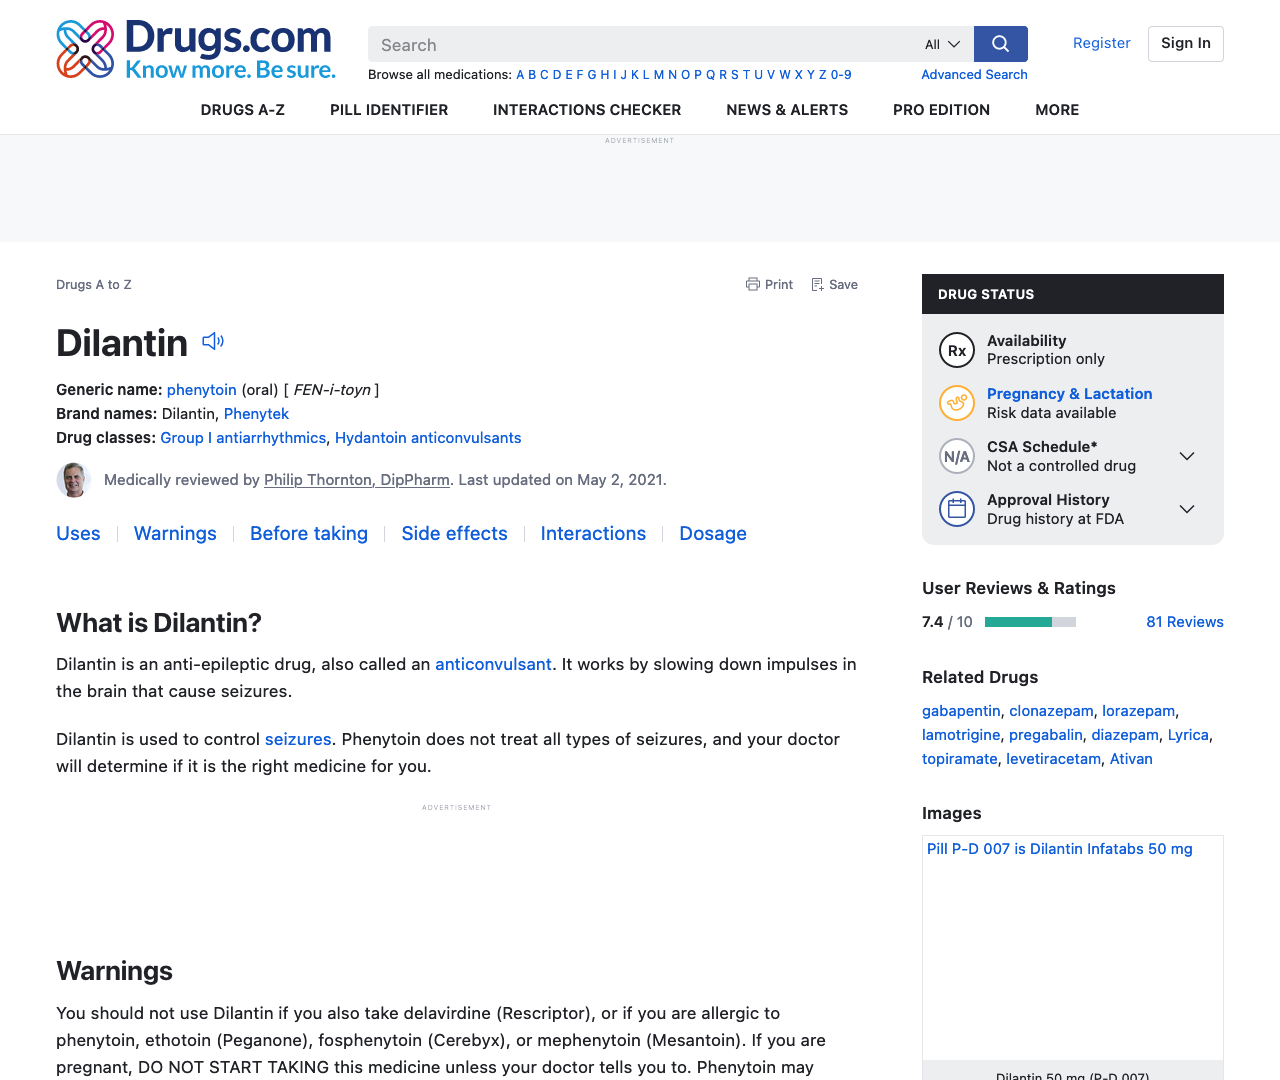 Drugs.com
Know more. Be sure.
Search
All
Register
Sign In
Browse all medications: A B C D E F G H I J K L M N O P Q R S T U V W X Y Z 0-9
Advanced Search
DRUGS A-Z
PILL IDENTIFIER
INTERACTIONS CHECKER
NEWS & ALERTS
PRO EDITION
MORE
ADVERTISEMENT
Drugs A to Z
Print
Save
Dilantin
Generic name: phenytoin (oral) [ FEN-i-toyn ]
Brand names: Dilantin, Phenytek
Drug classes: Group I antiarrhythmics, Hydantoin anticonvulsants
Medically reviewed by Philip Thornton, DipPharm. Last updated on May 2, 2021.
Uses
Warnings
Before taking
Side effects
Interactions
Dosage
What is Dilantin?
Dilantin is an anti-epileptic drug, also called an anticonvulsant. It works by slowing down impulses in
the brain that cause seizures.
Dilantin is used to control seizures. Phenytoin does not treat all types of seizures, and your doctor
will determine if it is the right medicine for you.
ADVERTISEMENT
Warnings
You should not use Dilantin if you also take delavirdine (Rescriptor), or if you are allergic to
phenytoin, ethotoin (Peganone), fosphenytoin (Cerebyx), or mephenytoin (Mesantoin). If you are
pregnant, DO NOT START TAKING this medicine unless your doctor tells you to. Phenytoin may
DRUG STATUS
Rx
Availability
Prescription only
Pregnancy & Lactation
Risk data available
N/A
CSA Schedule*
Not a controlled drug
Approval History
Drug history at FDA
User Reviews & Ratings
7.4 / 10
81 Reviews
Related Drugs
gabapentin, clonazepam, lorazepam,
lamotrigine, pregabalin, diazepam, Lyrica,
topiramate, levetiracetam, Ativan
Images
Pill P-D 007 is Dilantin Infatabs 50 mg
Dilantin 50 mg (P-D 007)